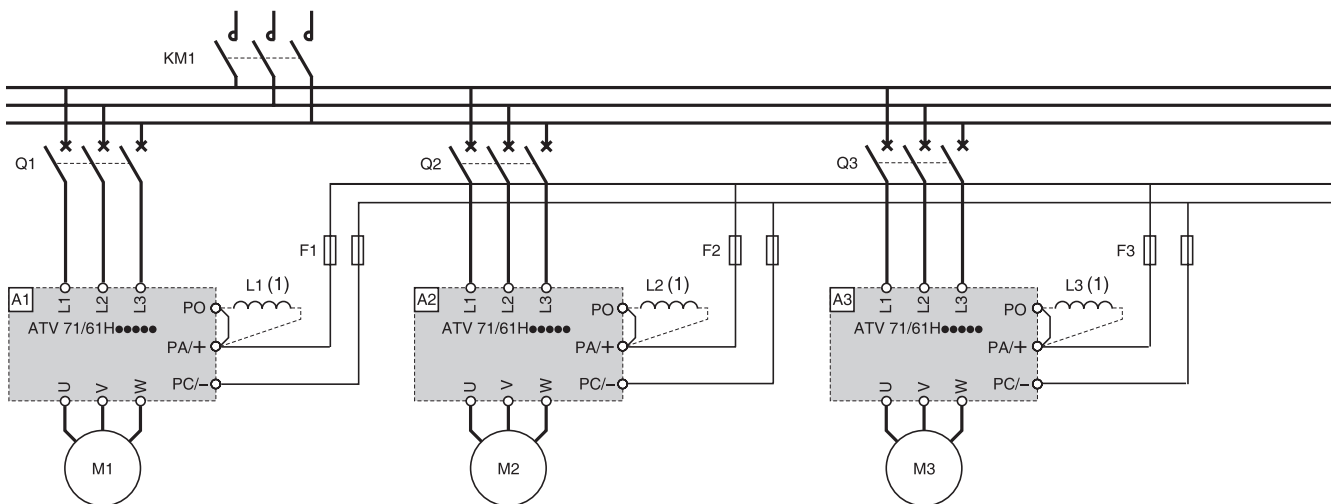 KM1
Q1
Q2
Q3
F1
F2
F3
A1
L1
L2
L3
PO
L1 (1)
ATV 71/61H●●●●●
PA/+
PC/-
U
V
W
M1
A2
L1
L2
L3
PO
L2 (1)
ATV 71/61H●●●●●
PA/+
PC/-
U
V
W
M2
A3
L1
L2
L3
PO
L3 (1)
ATV 71/61H●●●●●
PA/+
PC/-
U
V
W
M3